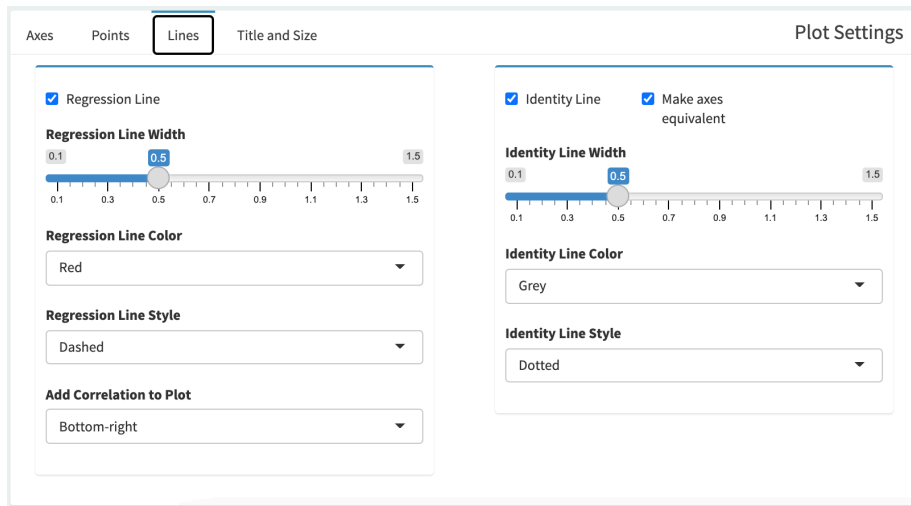 Axes Points Lines Title and Size Plot Settings
Regression Line
Regression Line Width
0.1 0.5 1.5
0.1 0.3 0.5 0.7 0.9 1.1 1.3 1.5
Regression Line Color
Red
Regression Line Style
Dashed
Add Correlation to Plot
Bottom-right
Identity Line Make axes
equivalent
Identity Line Width
0.1 0.5 1.5
0.1 0.3 0.5 0.7 0.9 1.1 1.3 1.5
Identity Line Color
Grey
Identity Line Style
Dotted